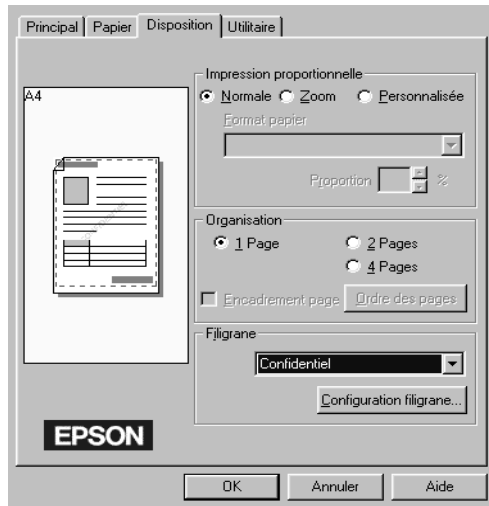 Principal Papier Disposition Utilitaire
A4
Impression proportionnelle
Normale Zoom Personnalisée
Format papier
Proportion %
Organisation
1 Page 2 Pages
4 Pages
Encadrement page Ordre des pages
Filigrane
Confidentiel
Configuration filigrane...
EPSON
OK Annuler Aide